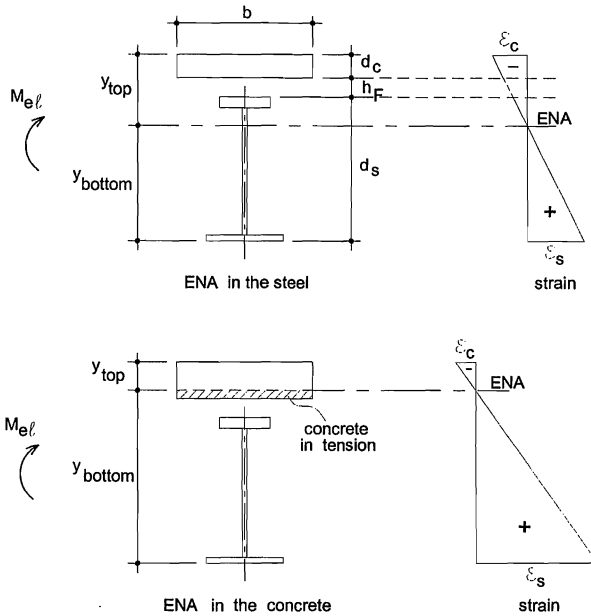 b
ε_c
y_top
d_c
h_F
M_eℓ
ENA
y_bottom
d_s
+
−
ε_s
ENA in the steel
strain
y_top
ε_c
ENA
−
M_eℓ
concrete
in tension
y_bottom
+
ε_s
ENA in the concrete
strain